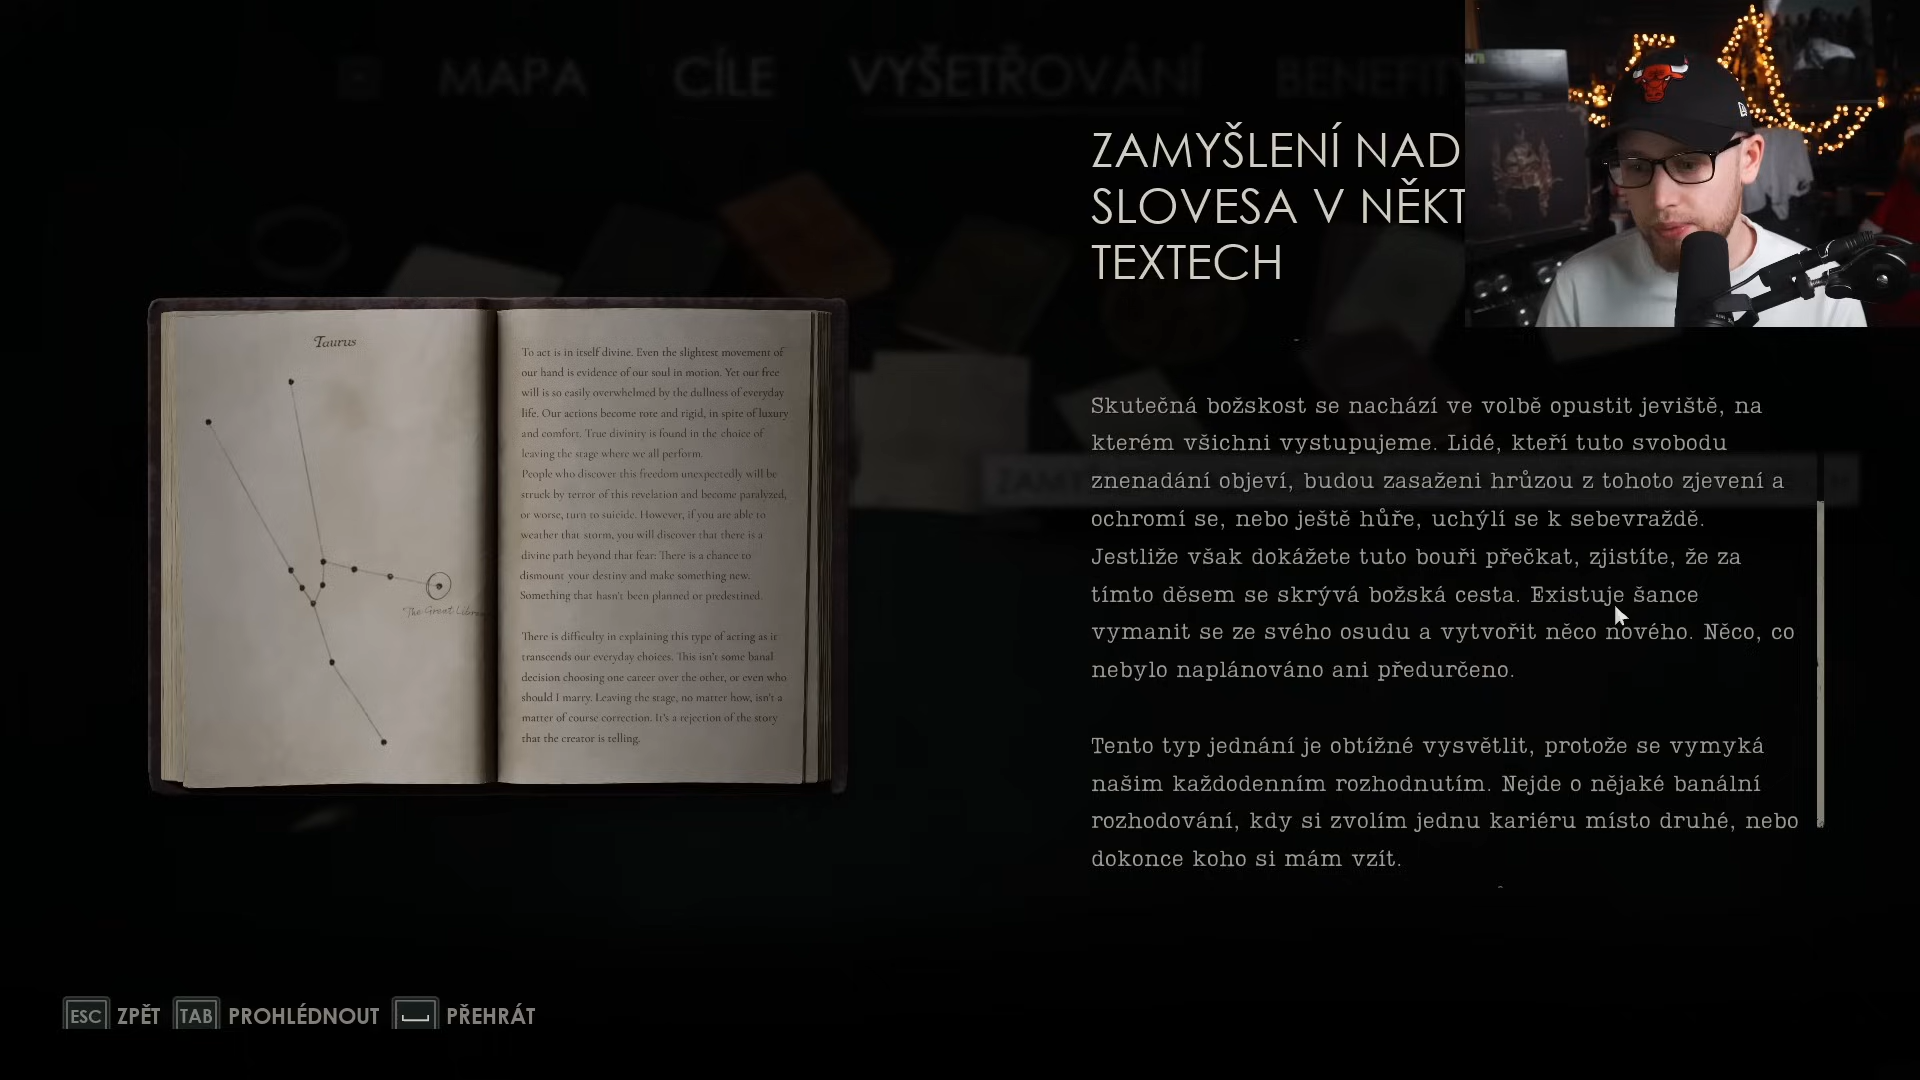 MAPA CÍLE VYŠETŘOVÁNÍ BENEFITY
ZAMYŠLENÍ NAD
SLOVESA V NĚKT
TEXTECH
Taurus
"The Great Libra
To act is in itself divine. Even the slightest movement of
our hand is evidence of our soul in motion. Yet our free
will is so easily overwhelmed by the dullness of everyday
life. Our actions become rote and rigid, in spite of luxury
and comfort. True divinity is found in the choice of
leaving the stage where we all perform.
People who discover this freedom unexpectedly will be
struck by terror of this revelation and become paralyzed,
or worse, turn to suicide. However, if you are able to
weather that storm, you will discover that there is a
divine path beyond that fear: There is a chance to
dismount your destiny and make something new.
Something that hasn't been planned or predestined.
There is difficulty in explaining this type of acting as it
transcends our everyday choices. This isn't some banal
decision choosing one career over the other, or even who
should I marry. Leaving the stage, no matter how, isn't a
matter of course correction. It's a rejection of the story
that the creator is telling.
Skutečná božskost se nachází ve volbě opustit jeviště, na
kterém všichni vystupujeme. Lidé, kteří tuto svobodu
znenadání objeví, budou zasaženi hrůzou z tohoto zjevení a
ochromí se, nebo ještě hůře, uchýlí se k sebevraždě.
Jestliže však dokážete tuto bouři přečkat, zjistíte, že za
tímto děsem se skrývá božská cesta. Existuje šance
vymanit se ze svého osudu a vytvořit něco nového. Něco, co
nebylo naplánováno ani předurčeno.
Tento typ jednání je obtížné vysvětlit, protože se vymyká
našim každodenním rozhodnutím. Nejde o nějaké banální
rozhodování, kdy si zvolím jednu kariéru místo druhé, nebo
dokonce koho si mám vzít.
ESC ZPĚT TAB PROHLÉDNOUT PŘEHRÁT